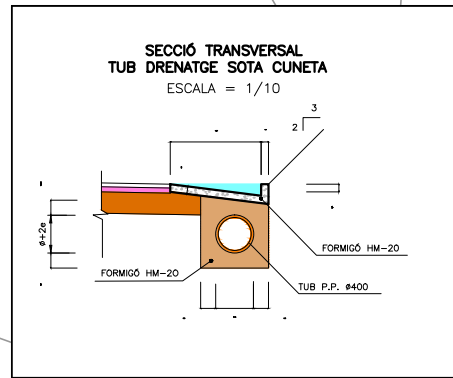 SECCIÓ TRANSVERSAL
TUB DRENATGE SOTA CUNETA
ESCALA = 1/10
3
2
ø+2e
FORMIGÓ HM-20
FORMIGÓ HM-20
TUB P.P. ø400